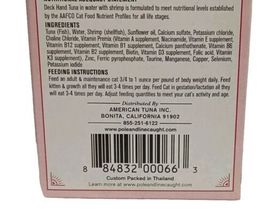 Deck Hand Tuna in water with shrimp is formulated to meet nutritional levels established
by the AAFCO Cat Food Nutrient Profiles for all life stages.
INGREDIENTS
Tuna (Fish), Water, Shrimp (shellfish), Sunflower oil, Calcium sulfate, Potassium chloride,
Choline Chloride, Vitamin Premix (Vitamin A supplement, Niacinamide, Vitamin E supplement,
Vitamin B12 supplement, Vitamin B1 supplement, Calcium pantothenate, Vitamin B6
supplement, Vitamin B2 supplement, Biotin, Vitamin D3 supplement, Folic acid, Vitamin
K3 supplement), Zinc, Ferric pyrophosphate, Taurine, Manganese, Copper, Selenium,
Potassium iodide
FEEDING INSTRUCTIONS
Feed an adult & maintenance cat 3/4 to 1 ounce per pound of body weight daily. Feed
kitten & growth all they will eat 3-4 times per day. Feed cat in gestation/lactation all they
will eat 3-4 times per day. Adjust feeding quantities to meet your cat's activity and age.
Distributed By
AMERICAN TUNA INC.
BONITA, CALIFORNIA 91902
855-251-6122
www.poleandlinecaught.com
8 84832 00066 3
Custom Packed in Thailand
Learn more at www.poleandlinecaught.com